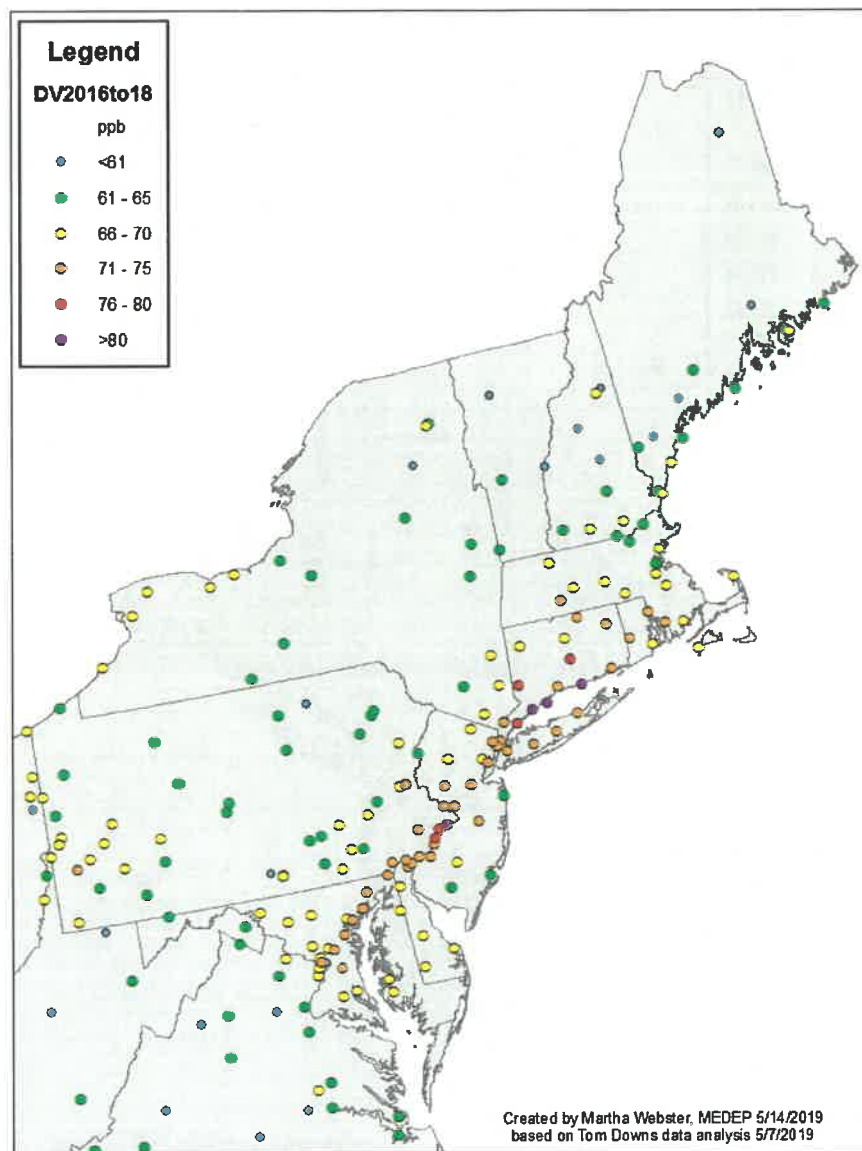 Legend
DV2016to18
ppb
<61
61 - 65
66 - 70
71 - 75
76 - 80
>80
Created by Martha Webster, MEDEP 5/14/2019
based on Tom Downs data analysis 5/7/2019